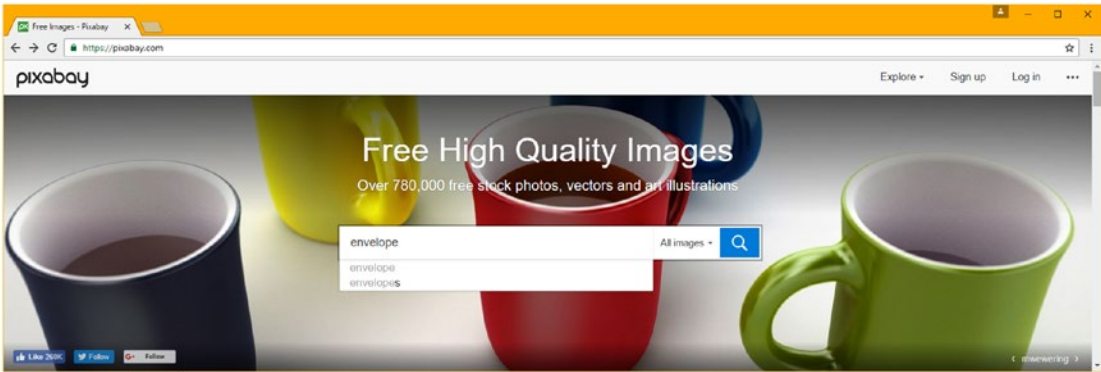 Free Images - Pixabay
https://pixabay.com
pixabay
Explore
Sign up
Log in
Free High Quality Images
Over 780,000 free stock photos, vectors and art illustrations
envelope
All images
envelope
envelopes
Like 260K
Follow
G+ Follow